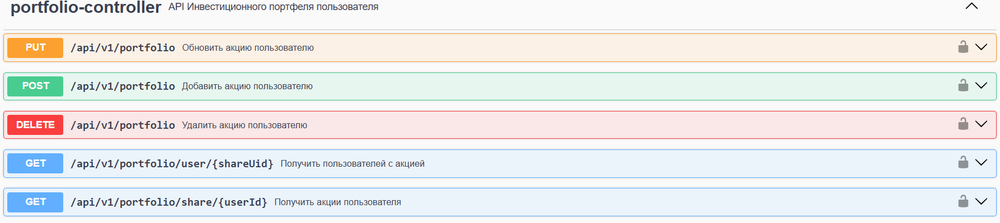 portfolio-controller API Инвестиционного портфеля пользователя
PUT /api/v1/portfolio Обновить акцию пользователю
POST /api/v1/portfolio Добавить акцию пользователю
DELETE /api/v1/portfolio Удалить акцию пользователю
GET /api/v1/portfolio/user/{shareUid} Получить пользователей с акцией
GET /api/v1/portfolio/share/{userId} Получить акции пользователя